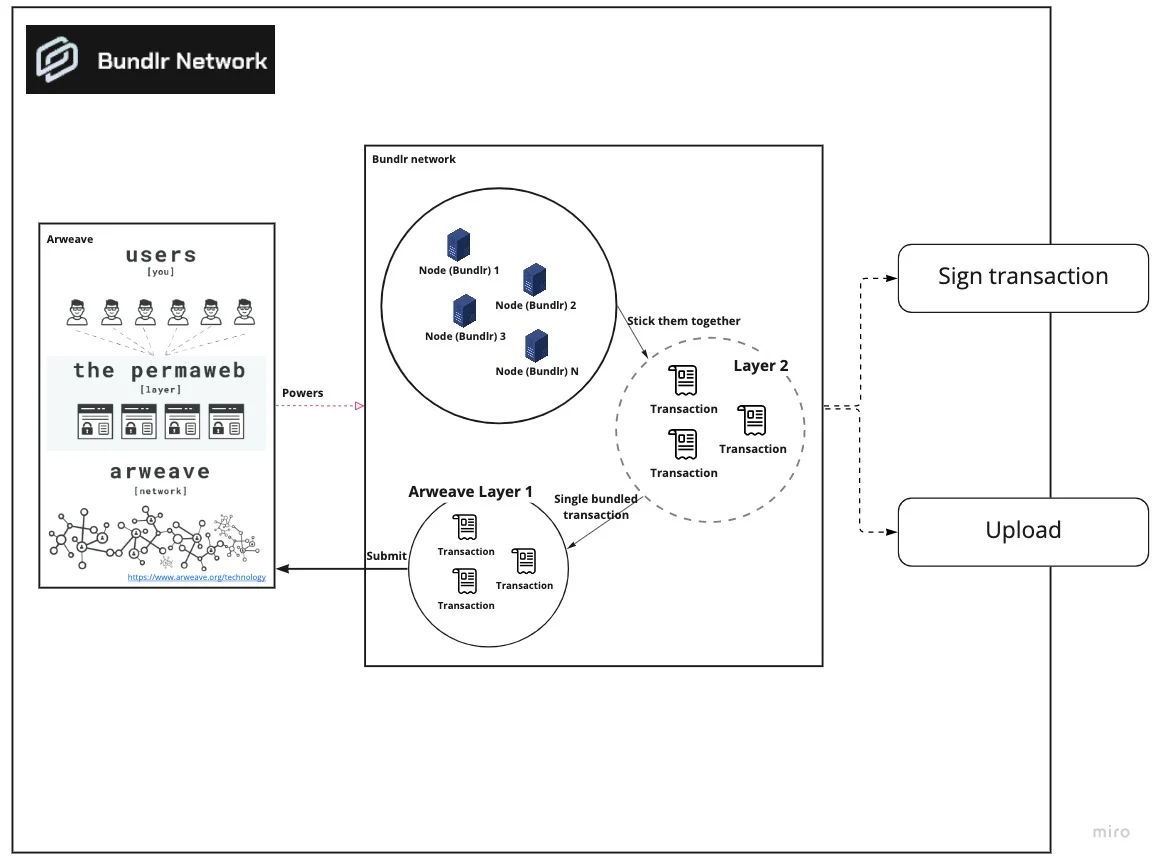 Bundlr Network
Bundlr network
Arweave
users
[you]
the permaweb
[layer]
arweave
[network]
https://www.arweave.org/technology
Powers
Node (Bundlr) 1
Node (Bundlr) 2
Node (Bundlr) 3
Node (Bundlr) N
Stick them together
Layer 2
Transaction
Transaction
Transaction
Single bundled
transaction
Arweave Layer 1
Transaction
Transaction
Transaction
Submit
Sign transaction
Upload
miro